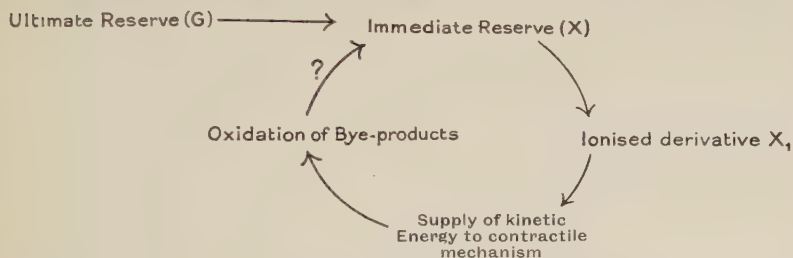 Ultimate Reserve (G)
Immediate Reserve (X)
?
Oxidation of Bye-products
Ionised derivative X₁
Supply of kinetic
Energy to contractile
mechanism